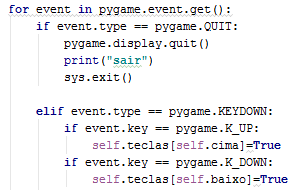 for event in pygame.event.get():
    if event.type == pygame.QUIT:
        pygame.display.quit()
        print("sair")
        sys.exit()

    elif event.type == pygame.KEYDOWN:
        if event.key == pygame.K_UP:
            self.teclas[self.cima]=True
        if event.key == pygame.K_DOWN:
            self.teclas[self.baixo]=True